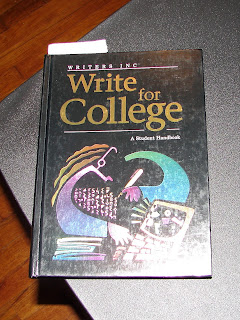 WRITERS INC
Write
for
College
A Student Handbook